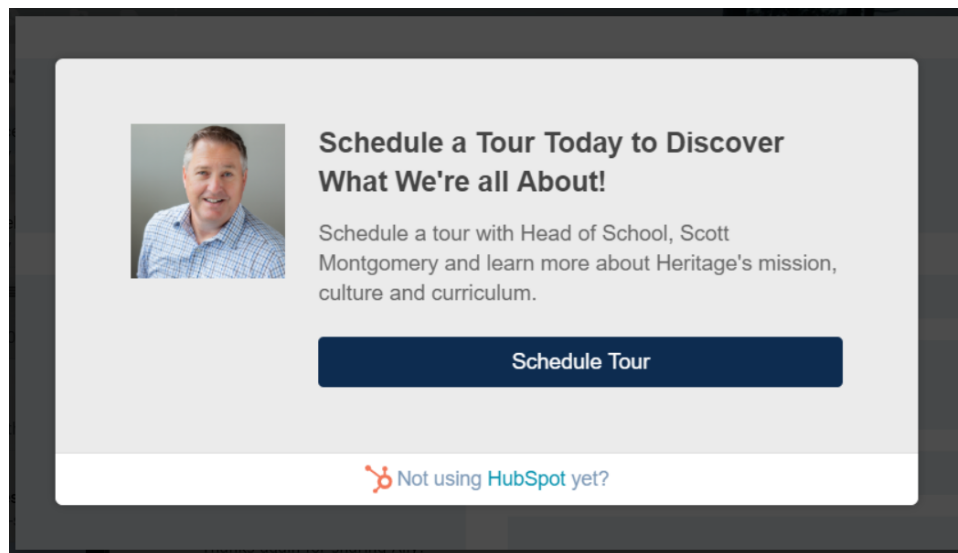 Schedule a Tour Today to Discover
What We're all About!
Schedule a tour with Head of School, Scott
Montgomery and learn more about Heritage's mission,
culture and curriculum.
Schedule Tour
Not using HubSpot yet?